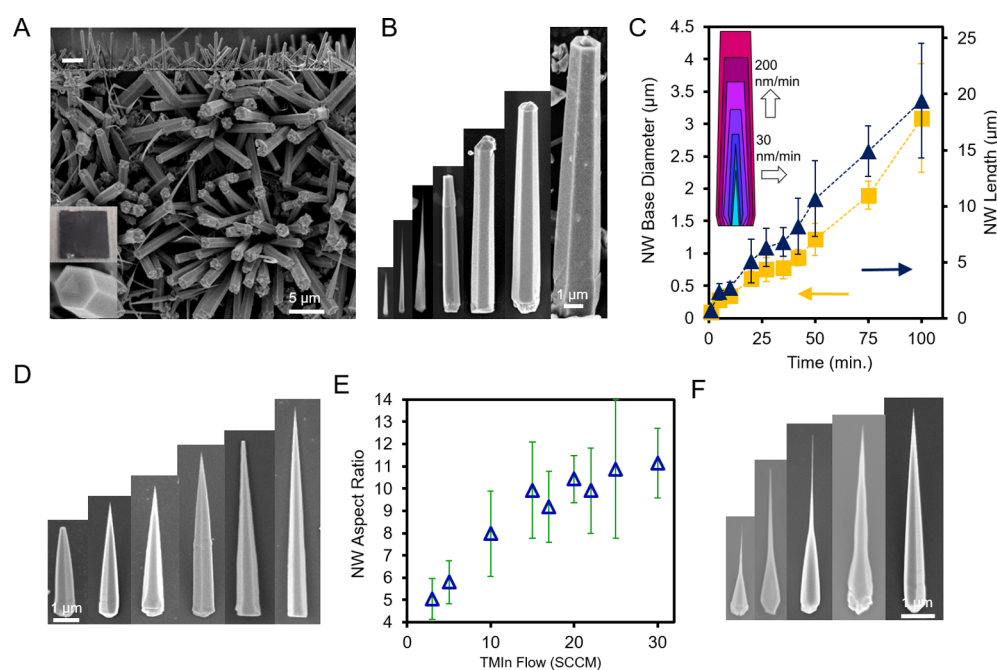 A
5 µm
B
1 µm
C
4.5
4
3.5
3
2.5
2
1.5
1
0.5
0
NW Base Diameter (µm)
200
nm/min
30
nm/min
25
20
15
10
5
0
NW Length (µm)
0
25
50
75
100
Time (min.)
D
1 µm
E
14
13
12
11
10
9
8
7
6
5
4
NW Aspect Ratio
0
10
20
30
TMIn Flow (SCCM)
F
1 µm